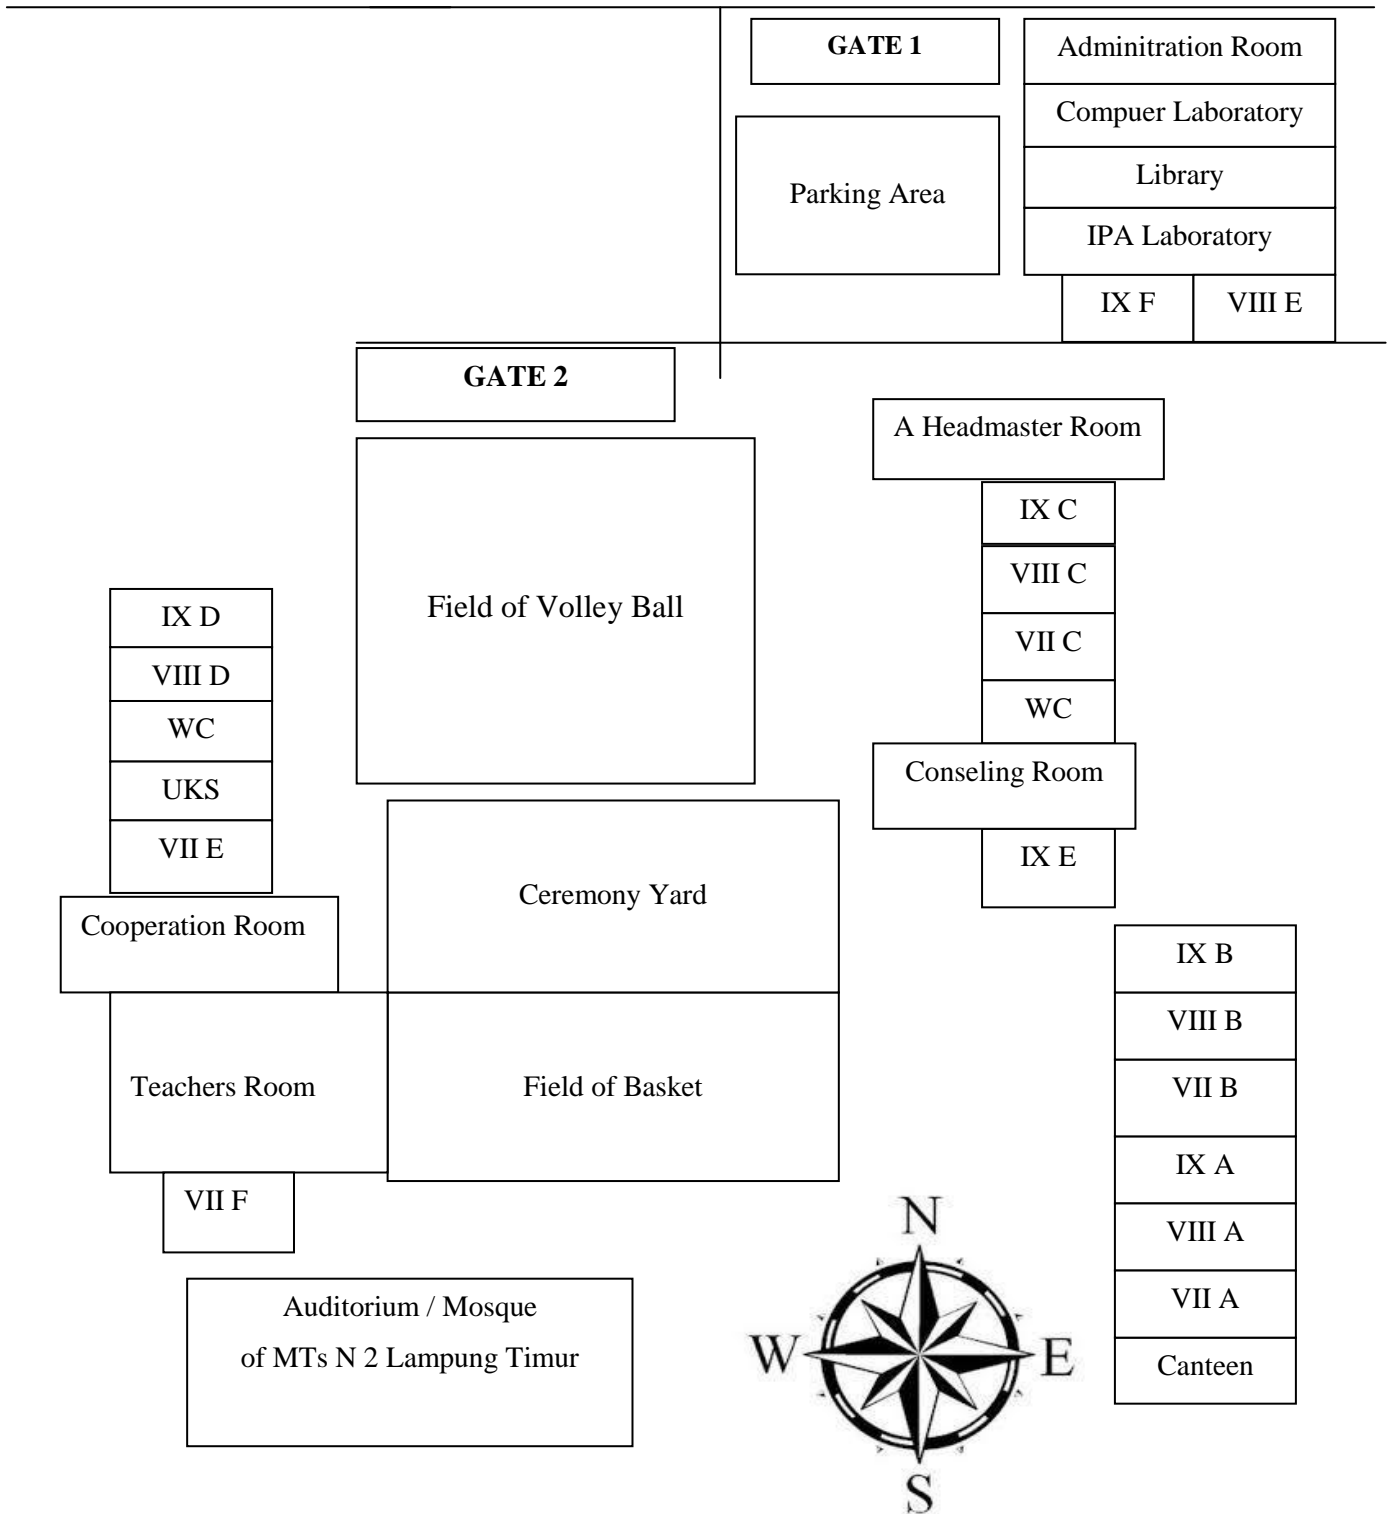 GATE 1
Adminitration Room
Compuer Laboratory
Parking Area
Library
IPA Laboratory
IX F
VIII E
GATE 2
A Headmaster Room
IX C
VIII C
VII C
WC
Conseling Room
IX E
Field of Volley Ball
IX D
VIII D
WC
UKS
VII E
Cooperation Room
Ceremony Yard
Teachers Room
Field of Basket
VII F
IX B
VIII B
VII B
IX A
VIII A
VII A
Canteen
Auditorium / Mosque
of MTs N 2 Lampung Timur
N
W
E
S